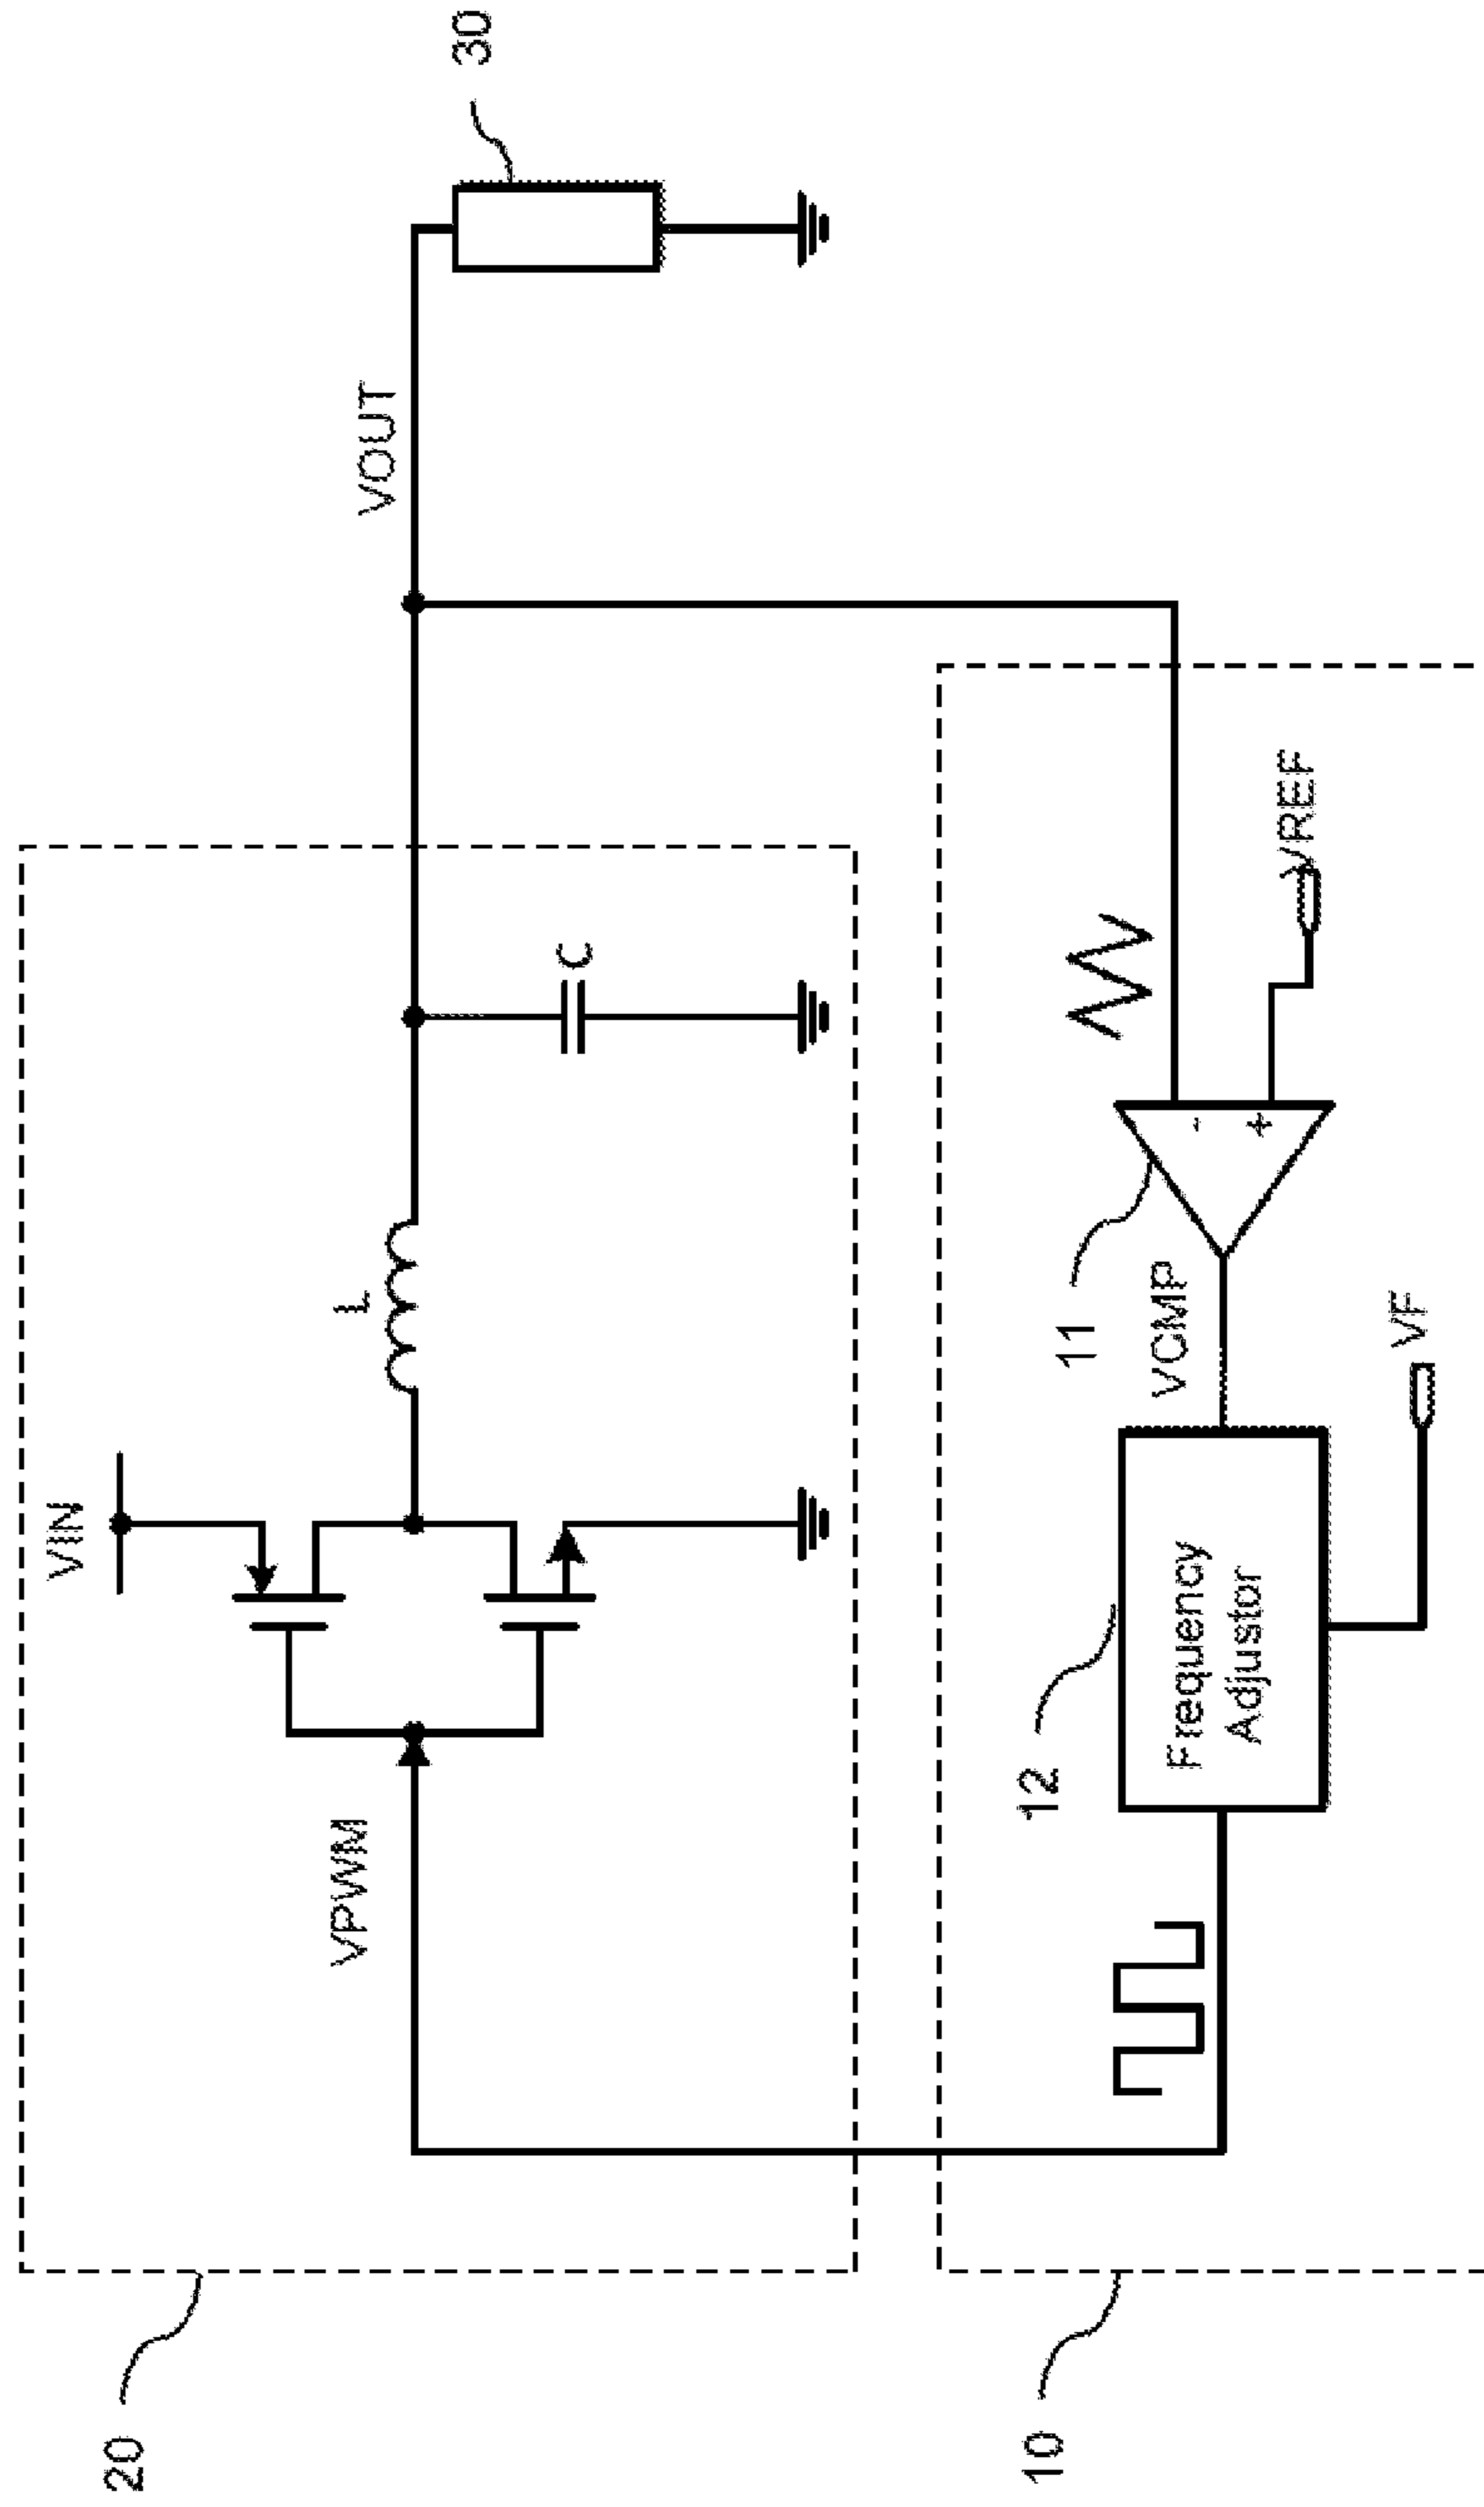 VIN
20
VPWM
L
VOUT
30
C
10
12
11
VCMP
-
+
Frequency
Adjustor
VREF
VF